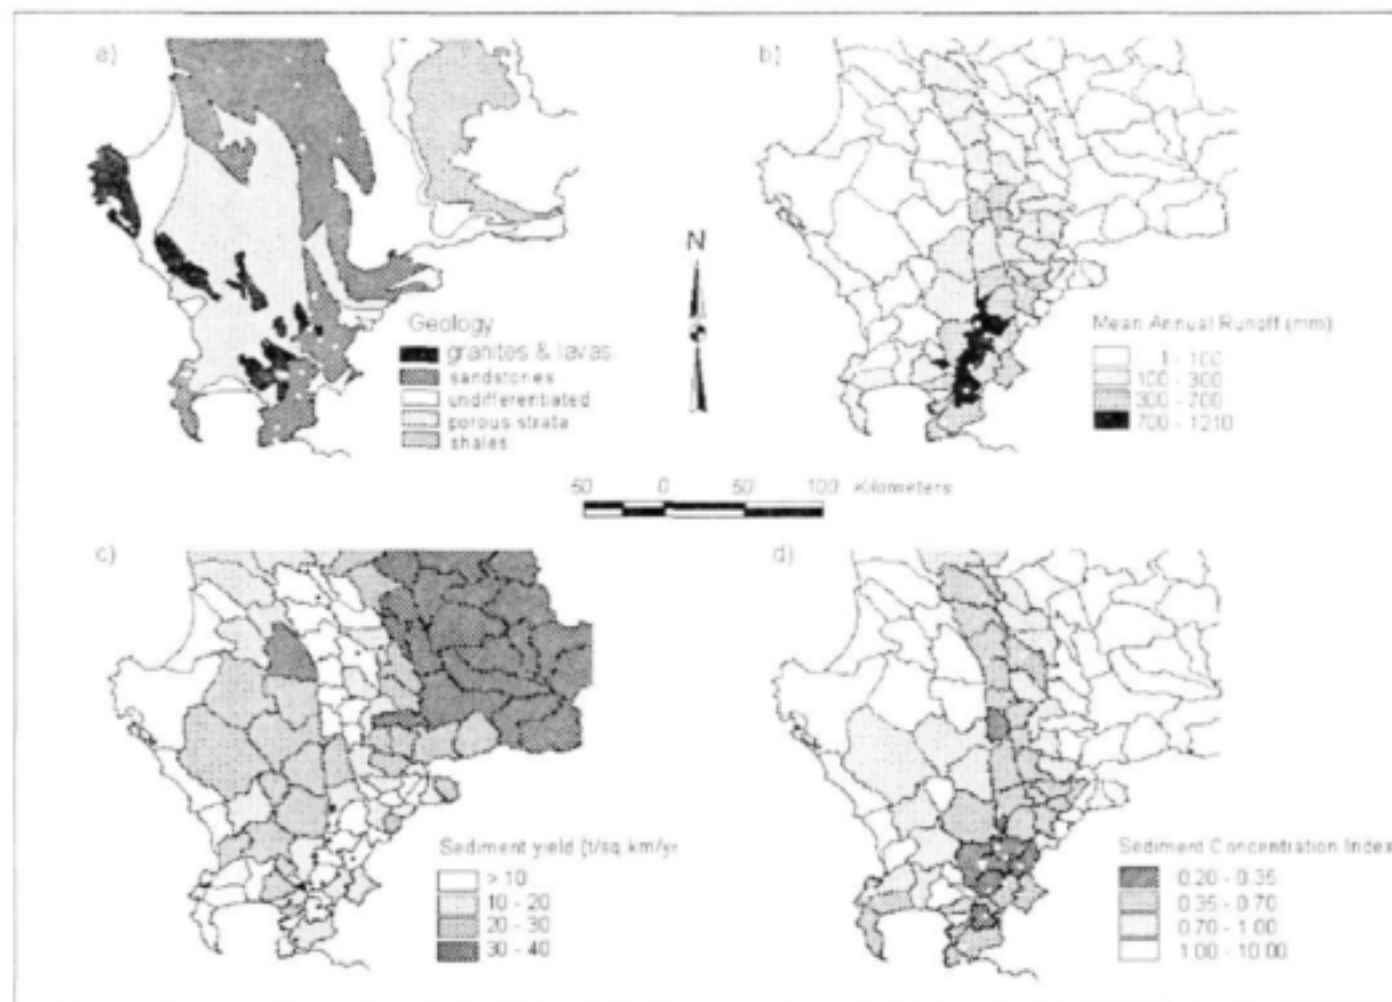 a)
b)
N
Geology
granites & lavas
sandstones
undifferentiated
porous strata
shales
Mean Annual Runoff (mm)
1 - 100
100 - 300
300 - 700
700 - 1210
50 0 50 100 Kilometers
c)
d)
Sediment yield (t/sq km/yr
> 10
10 - 20
20 - 30
30 - 40
Sediment Concentration Index
0.20 - 0.35
0.35 - 0.70
0.70 - 1.00
1.00 - 10.00